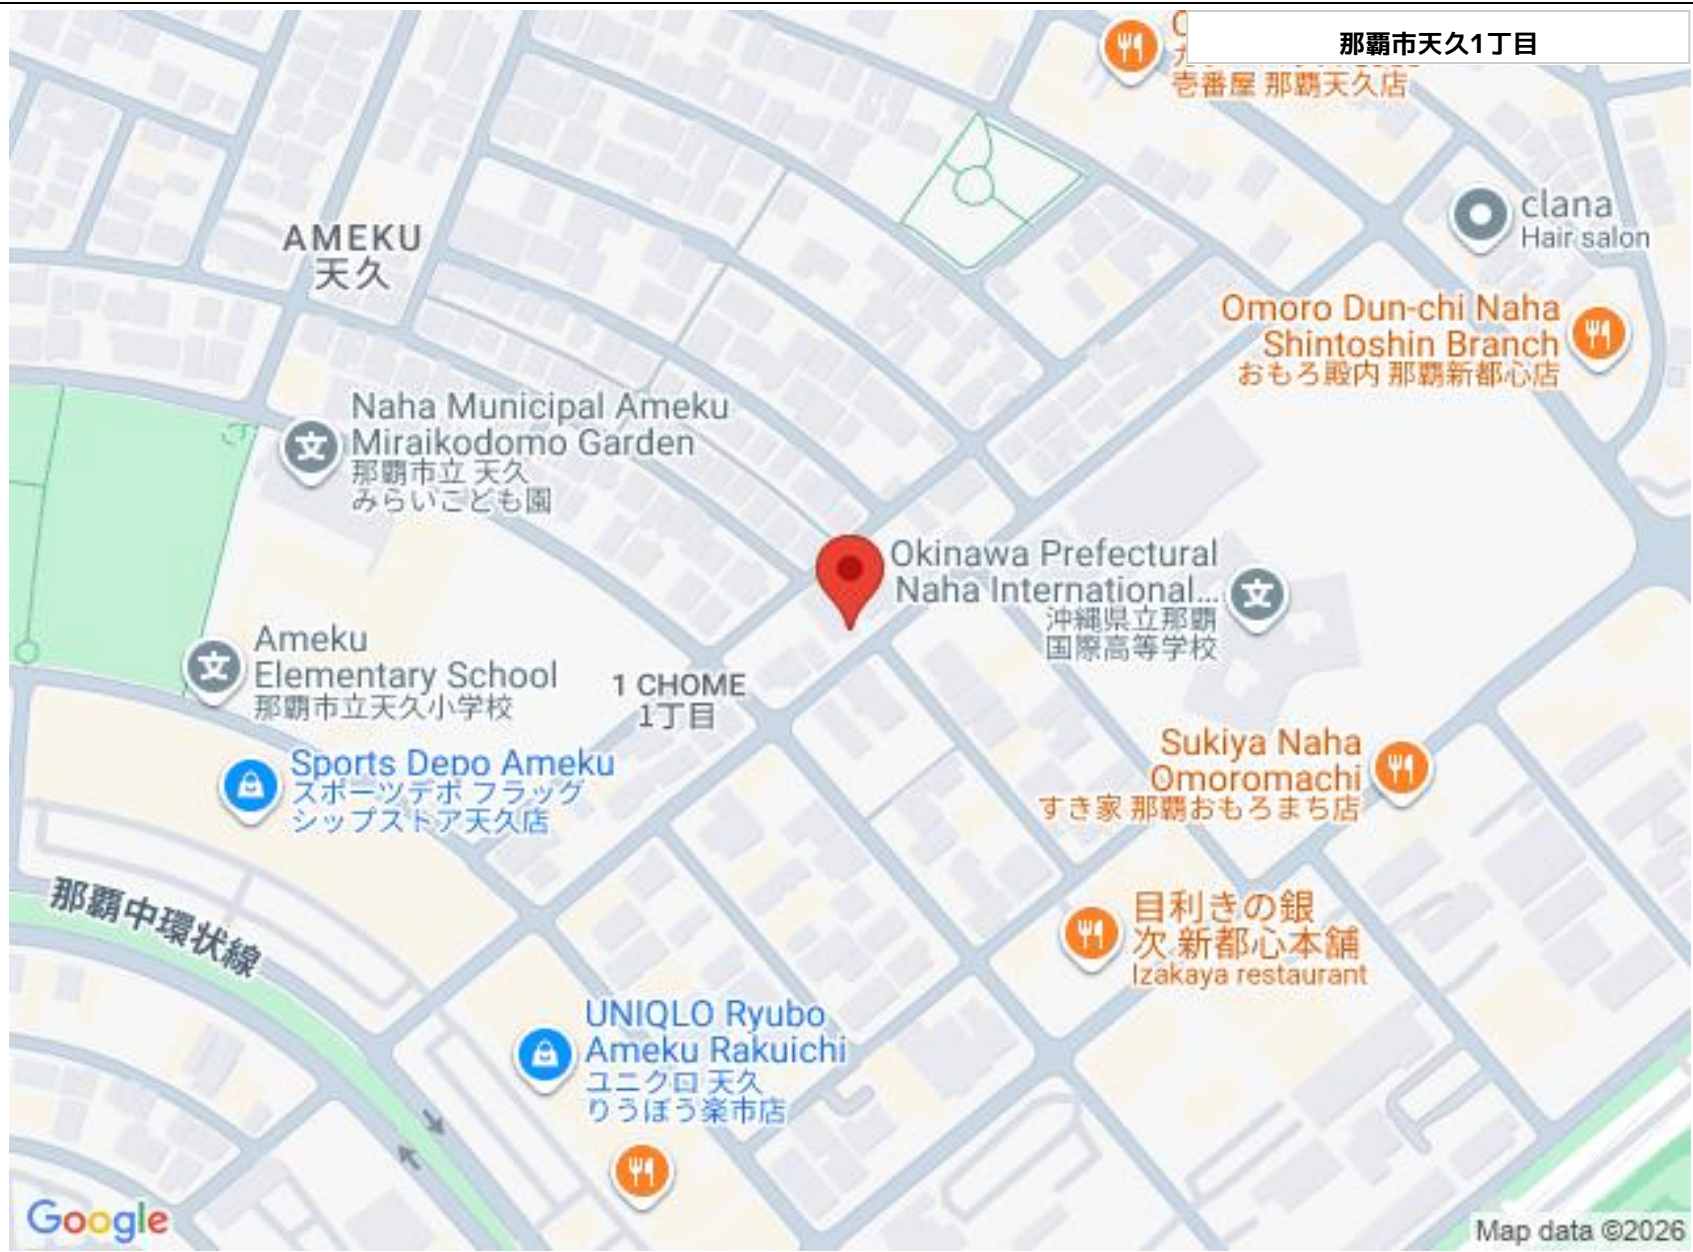 那覇市天久1丁目
壱番屋 那覇天久店
clana
Hair salon
AMEKU
天久
Omoro Dun-chi Naha
Shintoshin Branch
おもろ殿内 那覇新都心店
Naha Municipal Ameku
Miraikodomo Garden
那覇市立 天久
みらいこども園
Okinawa Prefectural
Naha International...
沖縄県立那覇
国際高等学校
Ameku
Elementary School
那覇市立天久小学校
1 CHOME
1丁目
Sports Depo Ameku
スポーツデポ フラッグ
シップストア天久店
Sukiya Naha
Omoromachi
すき家 那覇おもろまち店
那覇中環状線
目利きの銀
次 新都心本舗
Izakaya restaurant
UNIQLO Ryubo
Ameku Rakuichi
ユニクロ 天久
りうぼう楽市店
Google
Map data ©2026